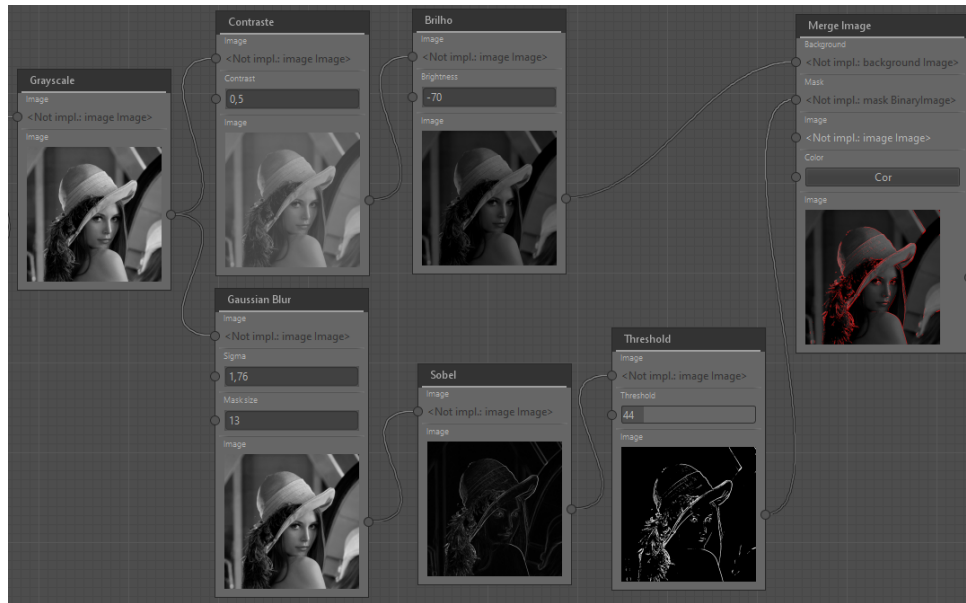 Grayscale
Image
<Not impl.: image Image>
Image
Contraste
Image
<Not impl.: image Image>
Contrast
0,5
Image
Brilho
Image
<Not impl.: image Image>
Brightness
-70
Image
Gaussian Blur
Image
<Not impl.: image Image>
Sigma
1,76
Mask size
13
Image
Sobel
Image
<Not impl.: image Image>
Image
Threshold
Image
<Not impl.: image Image>
Threshold
44
Image
Merge Image
Background
<Not impl.: background Image>
Mask
<Not impl.: mask BinaryImage>
Image
<Not impl.: image Image>
Color
Cor
Image